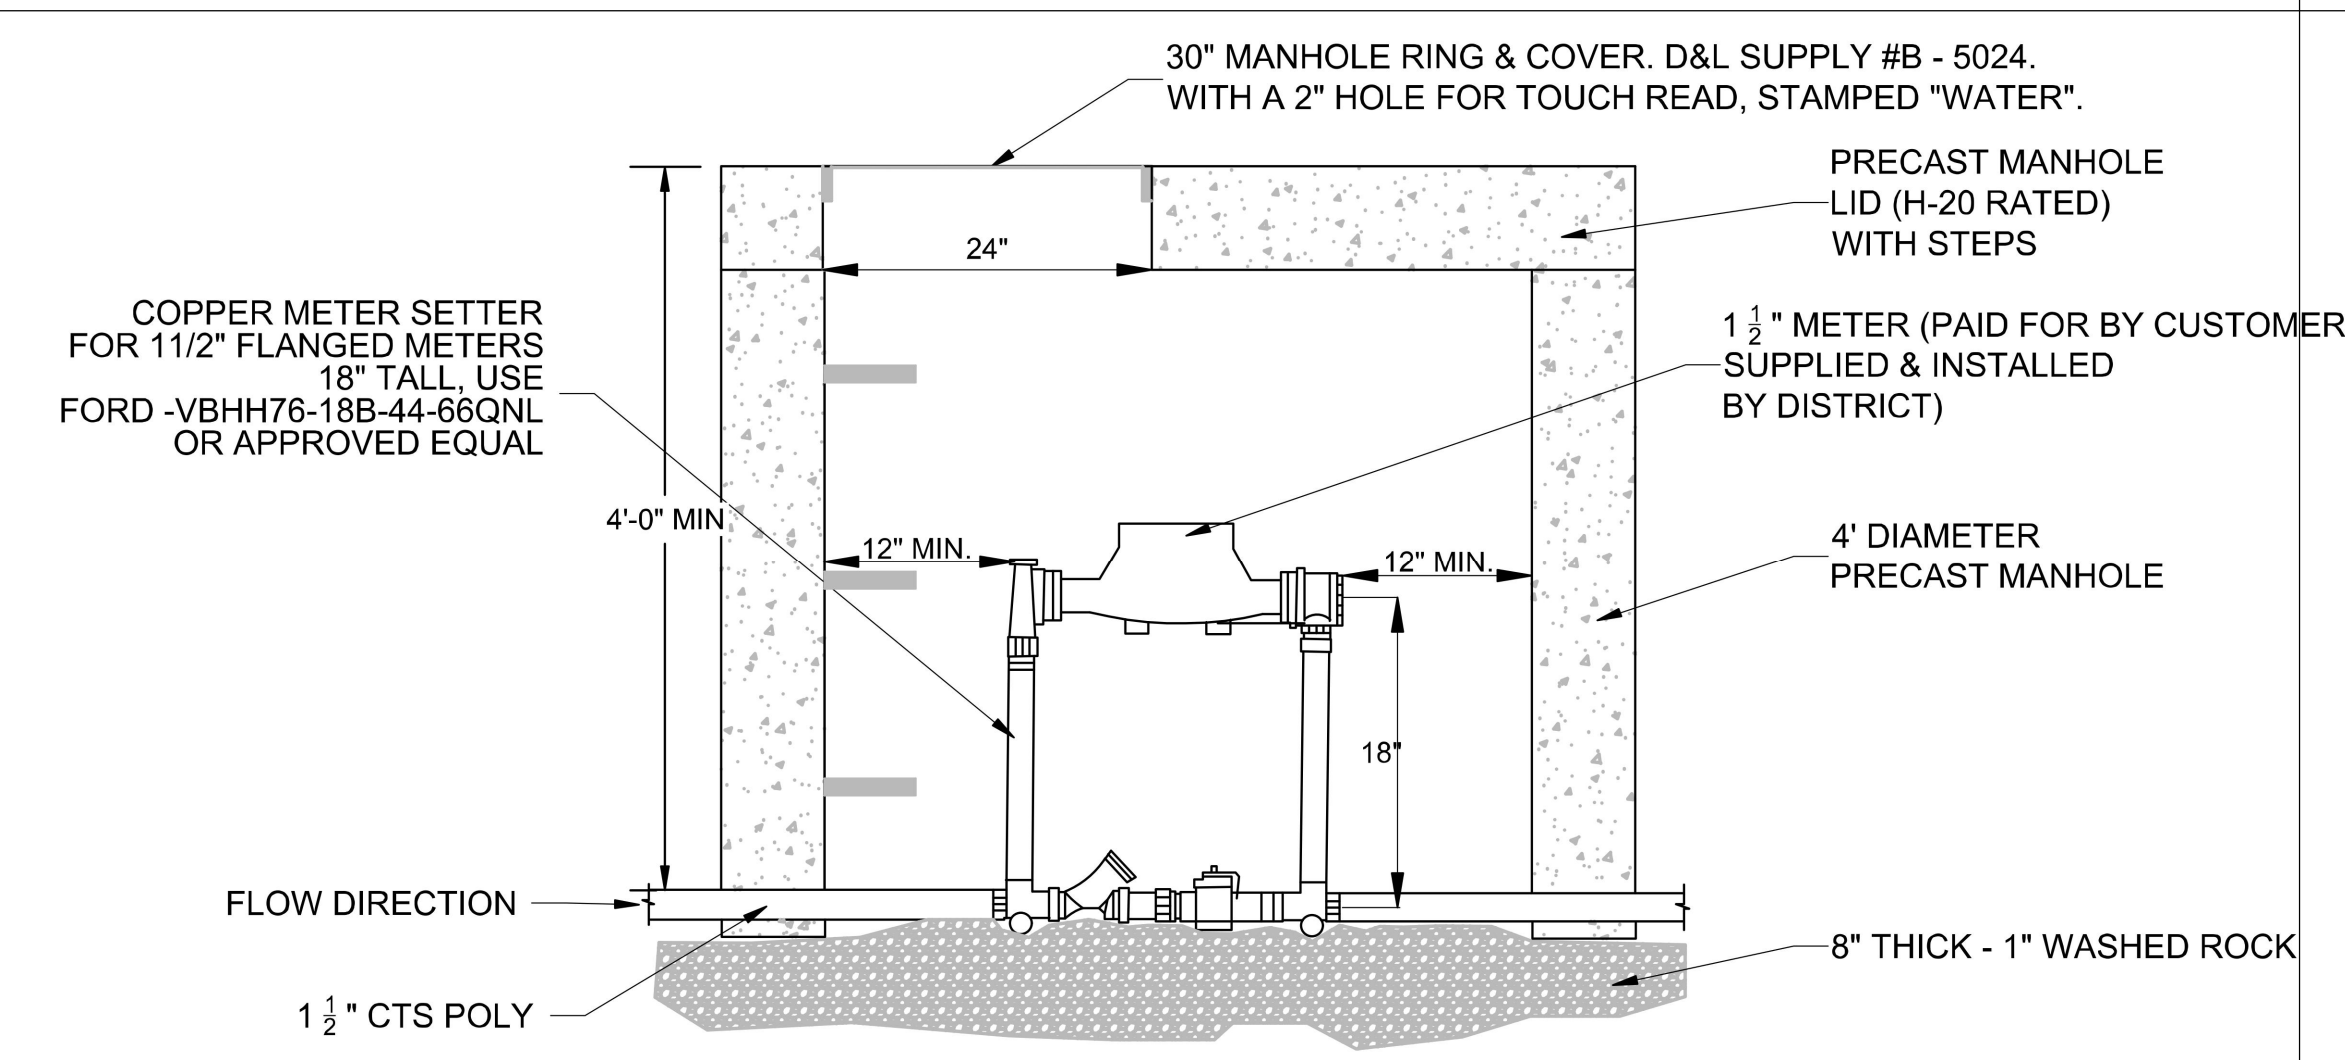 30" MANHOLE RING & COVER. D&L SUPPLY #B - 5024.
WITH A 2" HOLE FOR TOUCH READ, STAMPED "WATER".
PRECAST MANHOLE
LID (H-20 RATED)
WITH STEPS
24"
COPPER METER SETTER
FOR 11/2" FLANGED METERS
18" TALL, USE
FORD -VBHH76-18B-44-66QNL
OR APPROVED EQUAL
1 1/2 " METER (PAID FOR BY CUSTOMER
SUPPLIED & INSTALLED
BY DISTRICT)
4'-0" MIN
12" MIN.
12" MIN.
4' DIAMETER
PRECAST MANHOLE
18"
FLOW DIRECTION
8" THICK - 1" WASHED ROCK
1 1/2 " CTS POLY